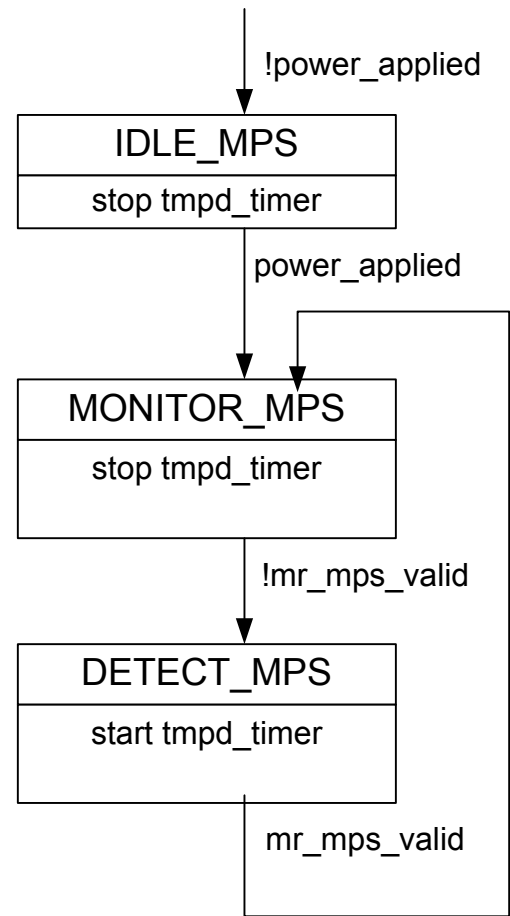 !power_applied
IDLE_MPS
stop tmpd_timer
power_applied
MONITOR_MPS
stop tmpd_timer
!mr_mps_valid
DETECT_MPS
start tmpd_timer
mr_mps_valid